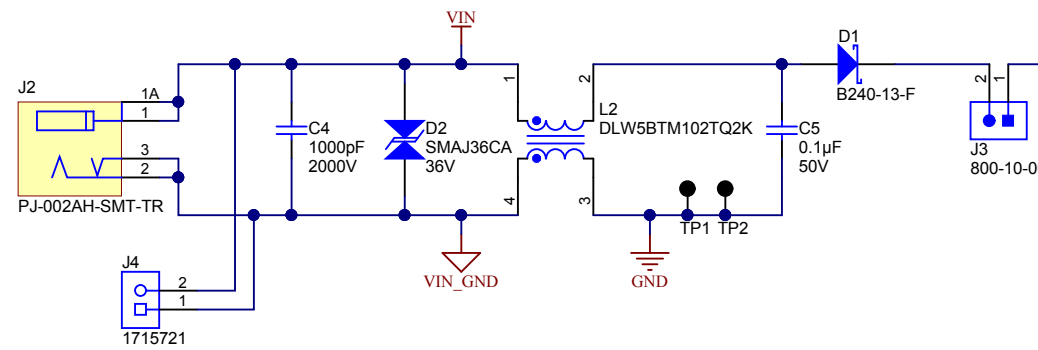 VIN
D1
B240-13-F
2
1
J3
800-10-0
J2
1A
1
3
2
PJ-002AH-SMT-TR
C4
1000pF
2000V
D2
SMAJ36CA
36V
1
2
L2
DLW5BTM102TQ2K
4
3
C5
0.1µF
50V
TP1 TP2
VIN_GND
GND
J4
2
1
1715721